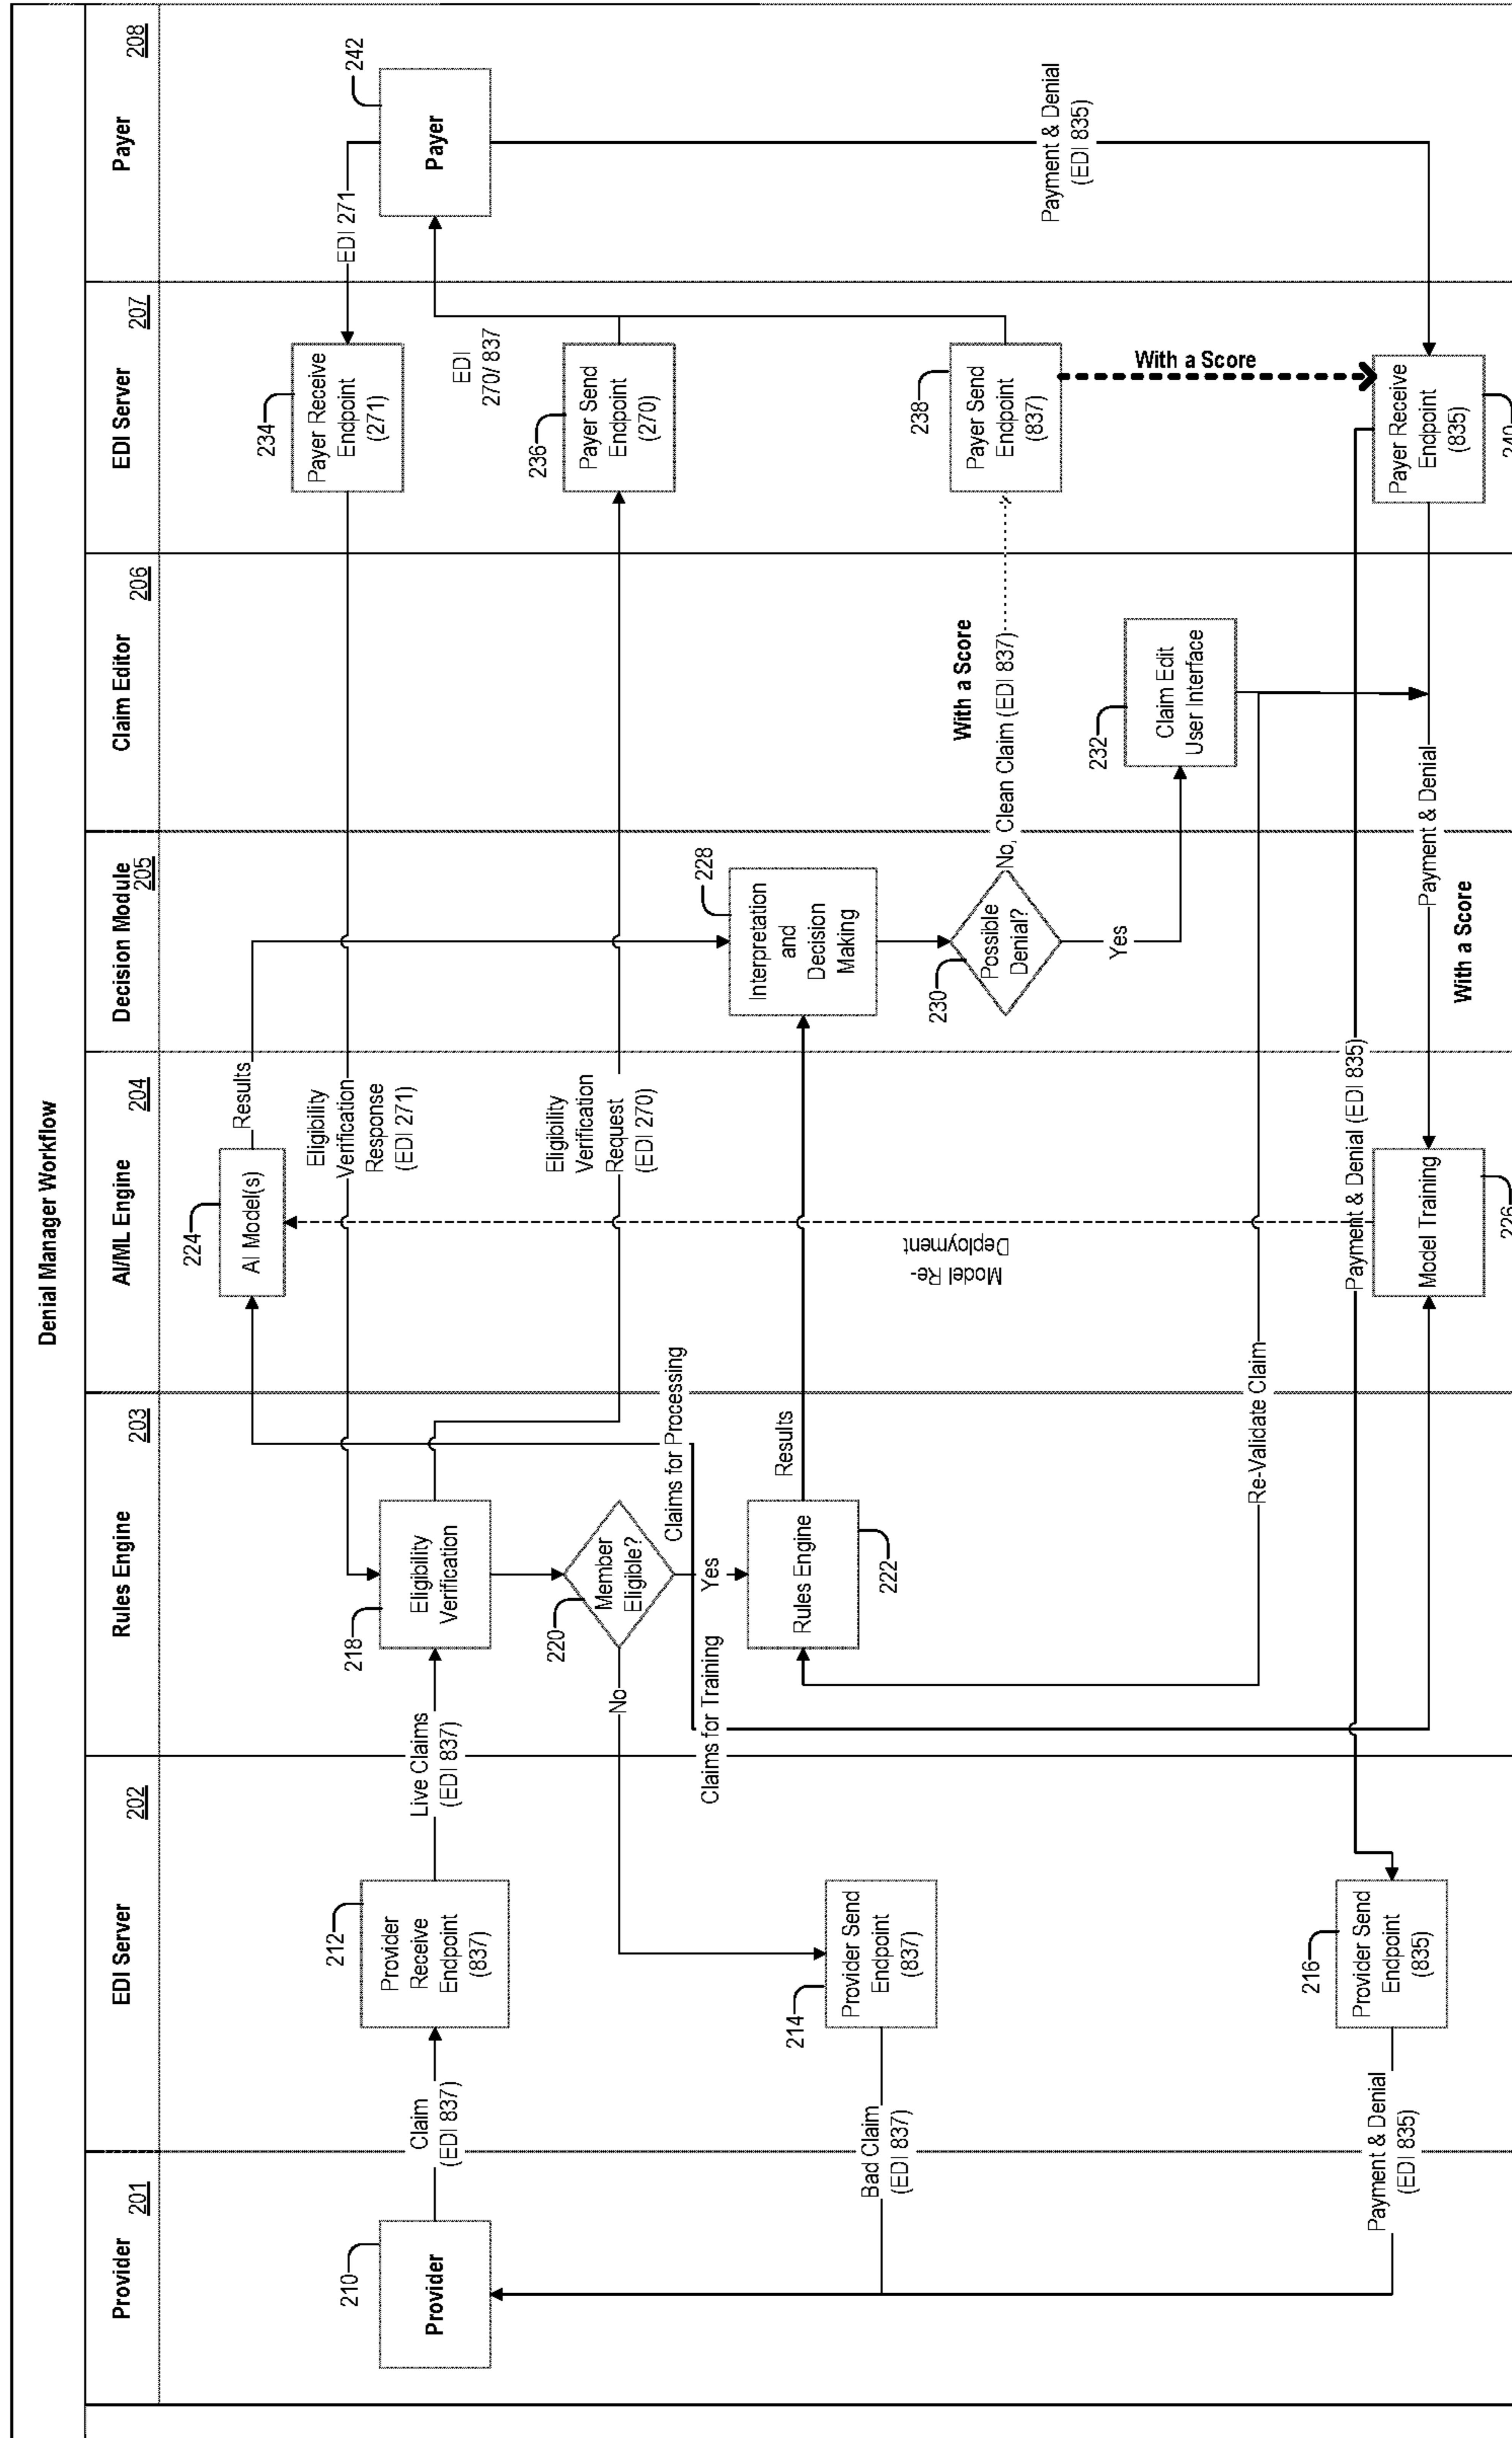 Denial Manager Workflow
Provider
201
EDI Server
202
Rules Engine
203
AI/ML Engine
204
Decision Module
205
Claim Editor
206
EDI Server
207
Payer
208
210
Provider
Claim
(EDI 837)
212
Provider
Receive
Endpoint
(837)
Live Claims
(EDI 837)
218
Eligibility
Verification
220
Member
Eligible?
No
Yes
Claims for Processing
Claims for Training
214
Provider Send
Endpoint
(837)
Bad Claim
(EDI 837)
216
Provider Send
Endpoint
(835)
Payment & Denial
(EDI 835)
Rules Engine
222
Results
Re-Validate Claim
224
AI Model(s)
Results
Eligibility
Verification
Response
(EDI 271)
Eligibility
Verification
Request
(EDI 270)
Model Re-
Deployment
Model Training
226
Payment & Denial (EDI 835)
228
Interpretation
and
Decision
Making
230
Possible
Denial?
Yes
No, Clean Claim (EDI 837)
With a Score
232
Claim Edit
User Interface
Payment & Denial
With a Score
234
Payer Receive
Endpoint
(271)
EDI 271
EDI
270/ 837
236
Payer Send
Endpoint
(270)
238
Payer Send
Endpoint
(837)
With a Score
Payer Receive
Endpoint
(835)
240
242
Payer
Payment & Denial
(EDI 835)